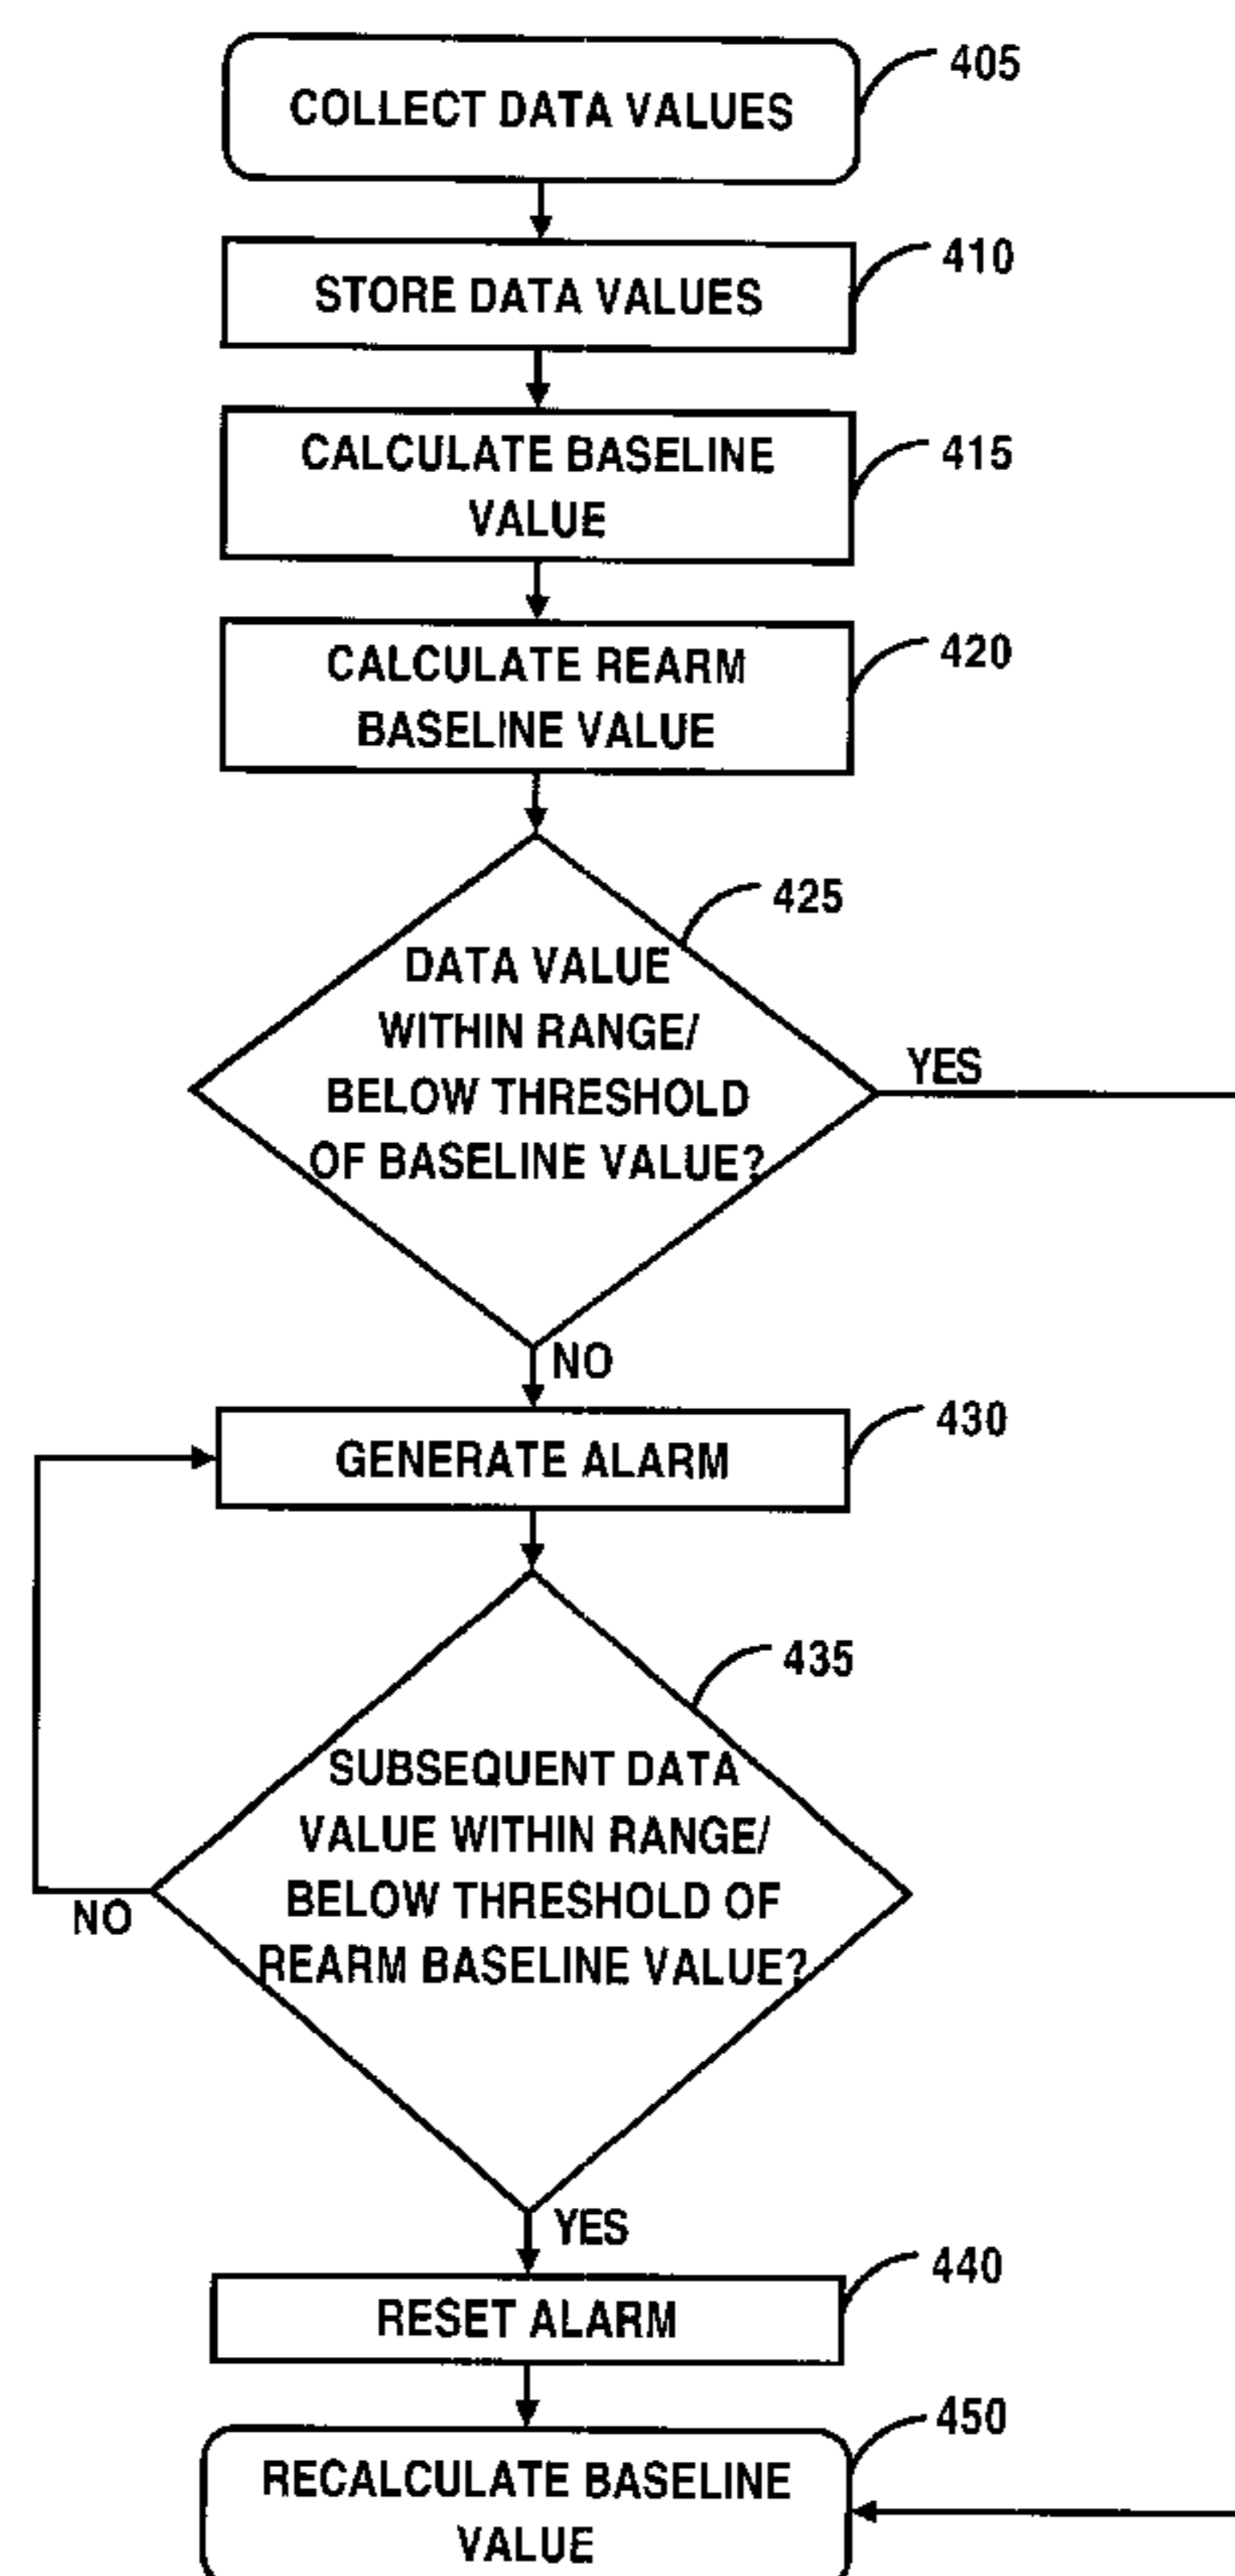 405
COLLECT DATA VALUES
410
STORE DATA VALUES
415
CALCULATE BASELINE
VALUE
420
CALCULATE REARM
BASELINE VALUE
425
DATA VALUE
WITHIN RANGE/
BELOW THRESHOLD
OF BASELINE VALUE?
YES
NO
430
GENERATE ALARM
435
SUBSEQUENT DATA
VALUE WITHIN RANGE/
BELOW THRESHOLD OF
REARM BASELINE VALUE?
NO
YES
440
RESET ALARM
450
RECALCULATE BASELINE
VALUE